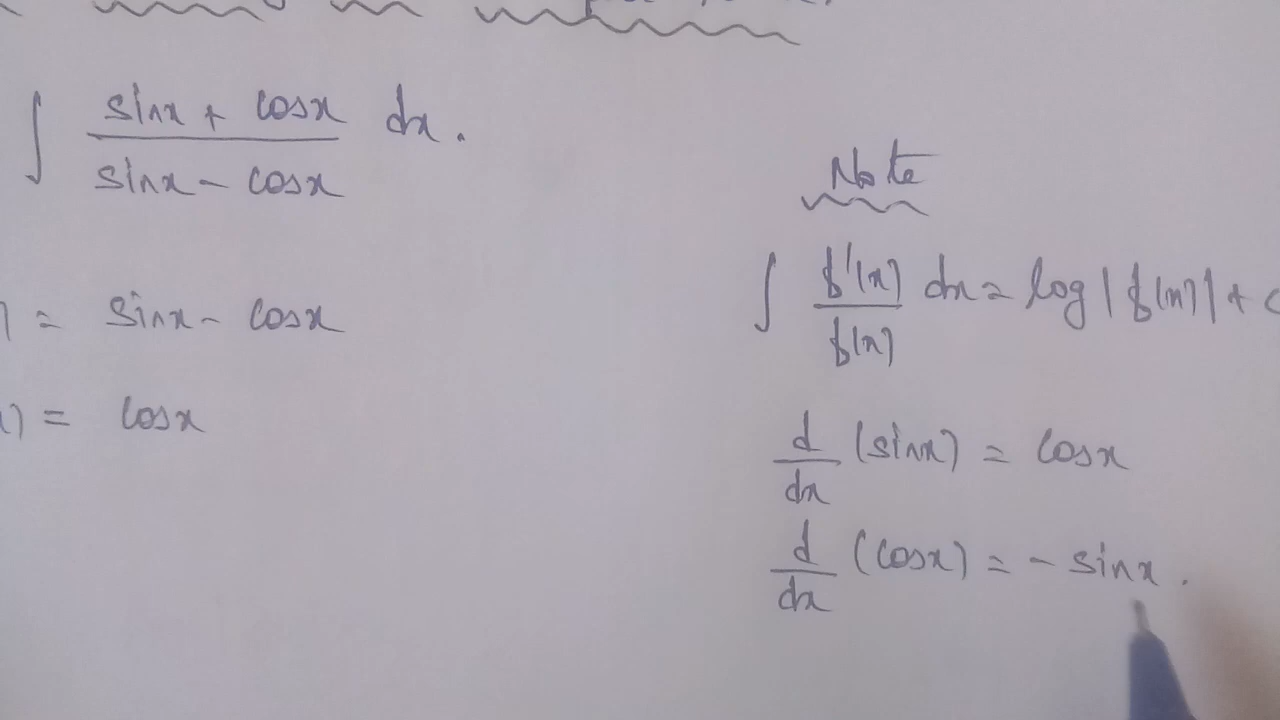 ∫ sinx + cosx / sinx - cosx dx.
) = sinx - cosx
) = cosx
Note
∫ f'(x) / f(x) dx = log |f(x)| + c
d/dx (sinx) = cosx
d/dx (cosx) = - sinx.